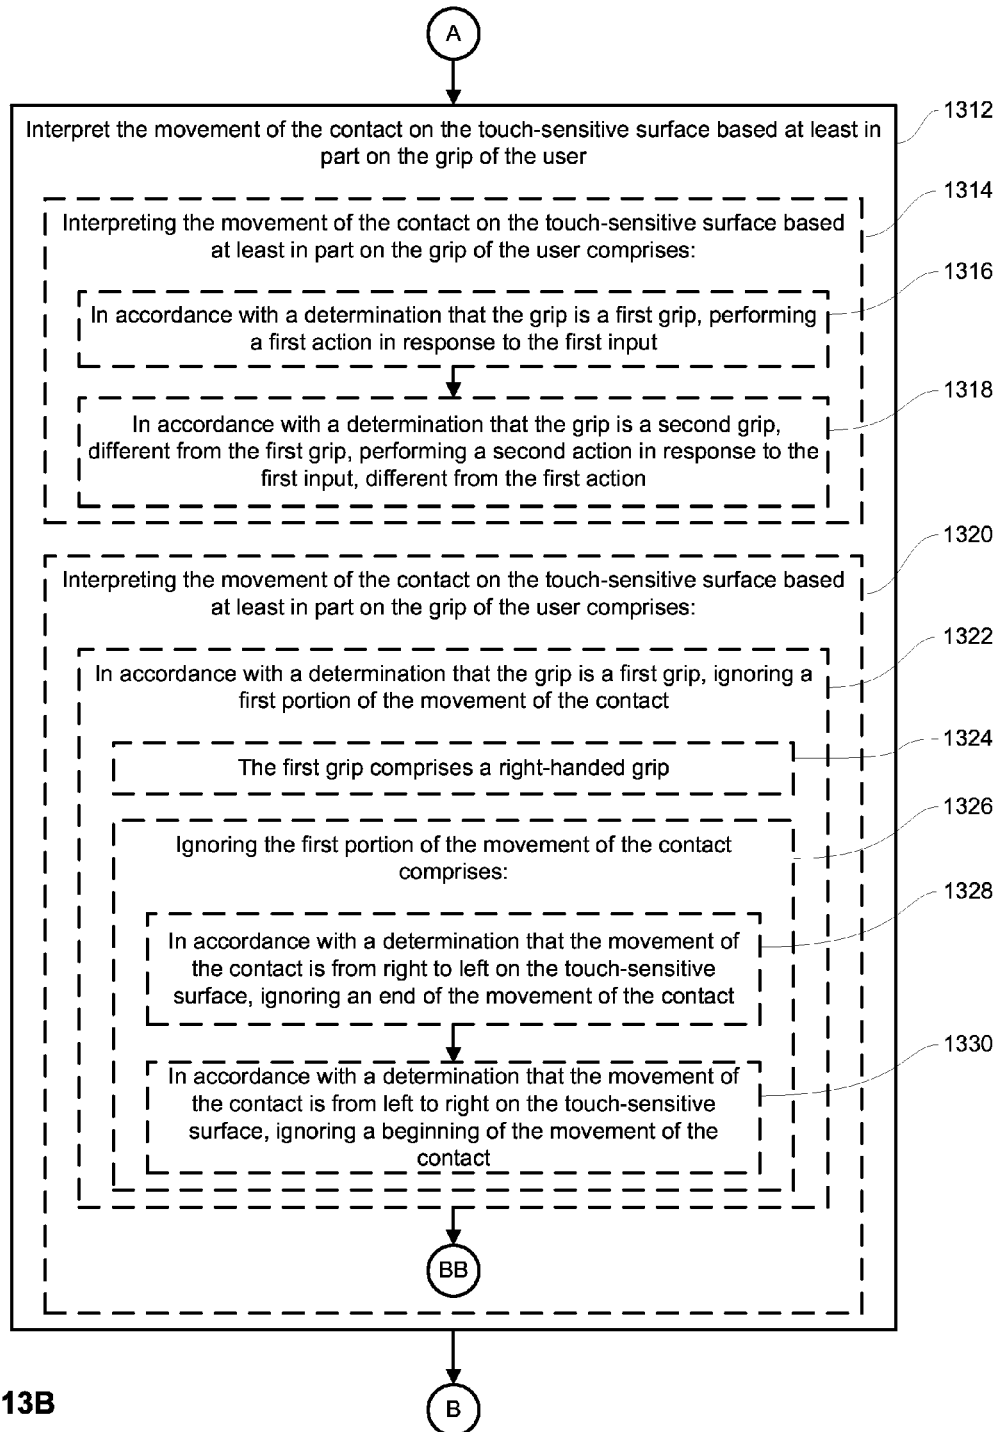 A
1312
Interpret the movement of the contact on the touch-sensitive surface based at least in
part on the grip of the user
1314
Interpreting the movement of the contact on the touch-sensitive surface based
at least in part on the grip of the user comprises:
1316
In accordance with a determination that the grip is a first grip, performing
a first action in response to the first input
1318
In accordance with a determination that the grip is a second grip,
different from the first grip, performing a second action in response to the
first input, different from the first action
1320
Interpreting the movement of the contact on the touch-sensitive surface based
at least in part on the grip of the user comprises:
1322
In accordance with a determination that the grip is a first grip, ignoring a
first portion of the movement of the contact
1324
The first grip comprises a right-handed grip
1326
Ignoring the first portion of the movement of the contact
comprises:
1328
In accordance with a determination that the movement of
the contact is from right to left on the touch-sensitive
surface, ignoring an end of the movement of the contact
1330
In accordance with a determination that the movement of
the contact is from left to right on the touch-sensitive
surface, ignoring a beginning of the movement of the
contact
BB
13B
B